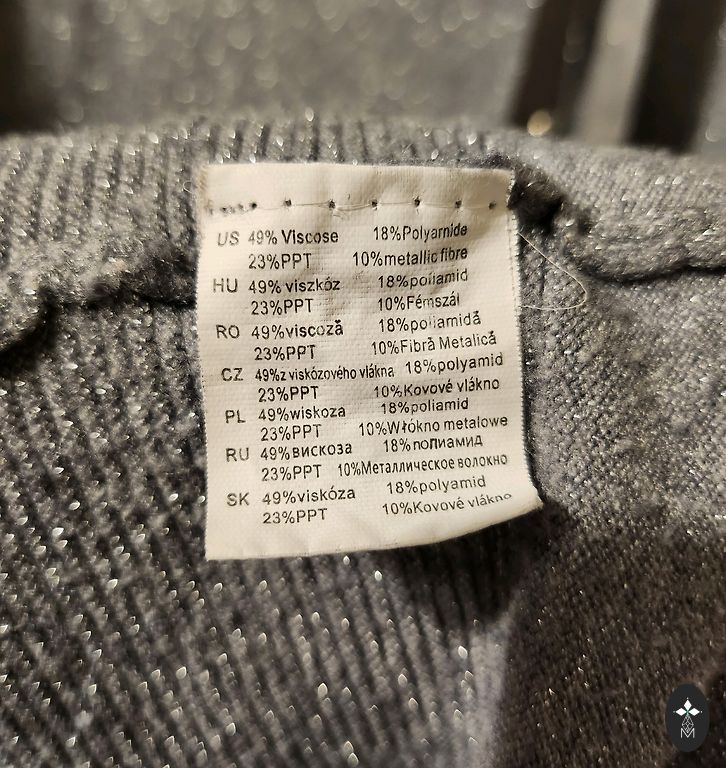 US 49% Viscose 18%Polyarnide
23%PPT 10%metallic fibre
HU 49% viszkóz 18%poliamid
23%PPT 10%Fémszál
RO 49%viscoză 18%poliamidă
23%PPT 10%Fibră Metalică
CZ 49%z viskózového vlákna 18%polyamid
23%PPT 10%Kovové vlákno
PL 49%wiskoza 18%poliamid
23%PPT 10%Włókno metalowe
RU 49%вискоза 18%полиамид
23%PPT 10%Металлическое волокно
SK 49%viskóza 18%polyamid
23%PPT 10%Kovové vlákno
M